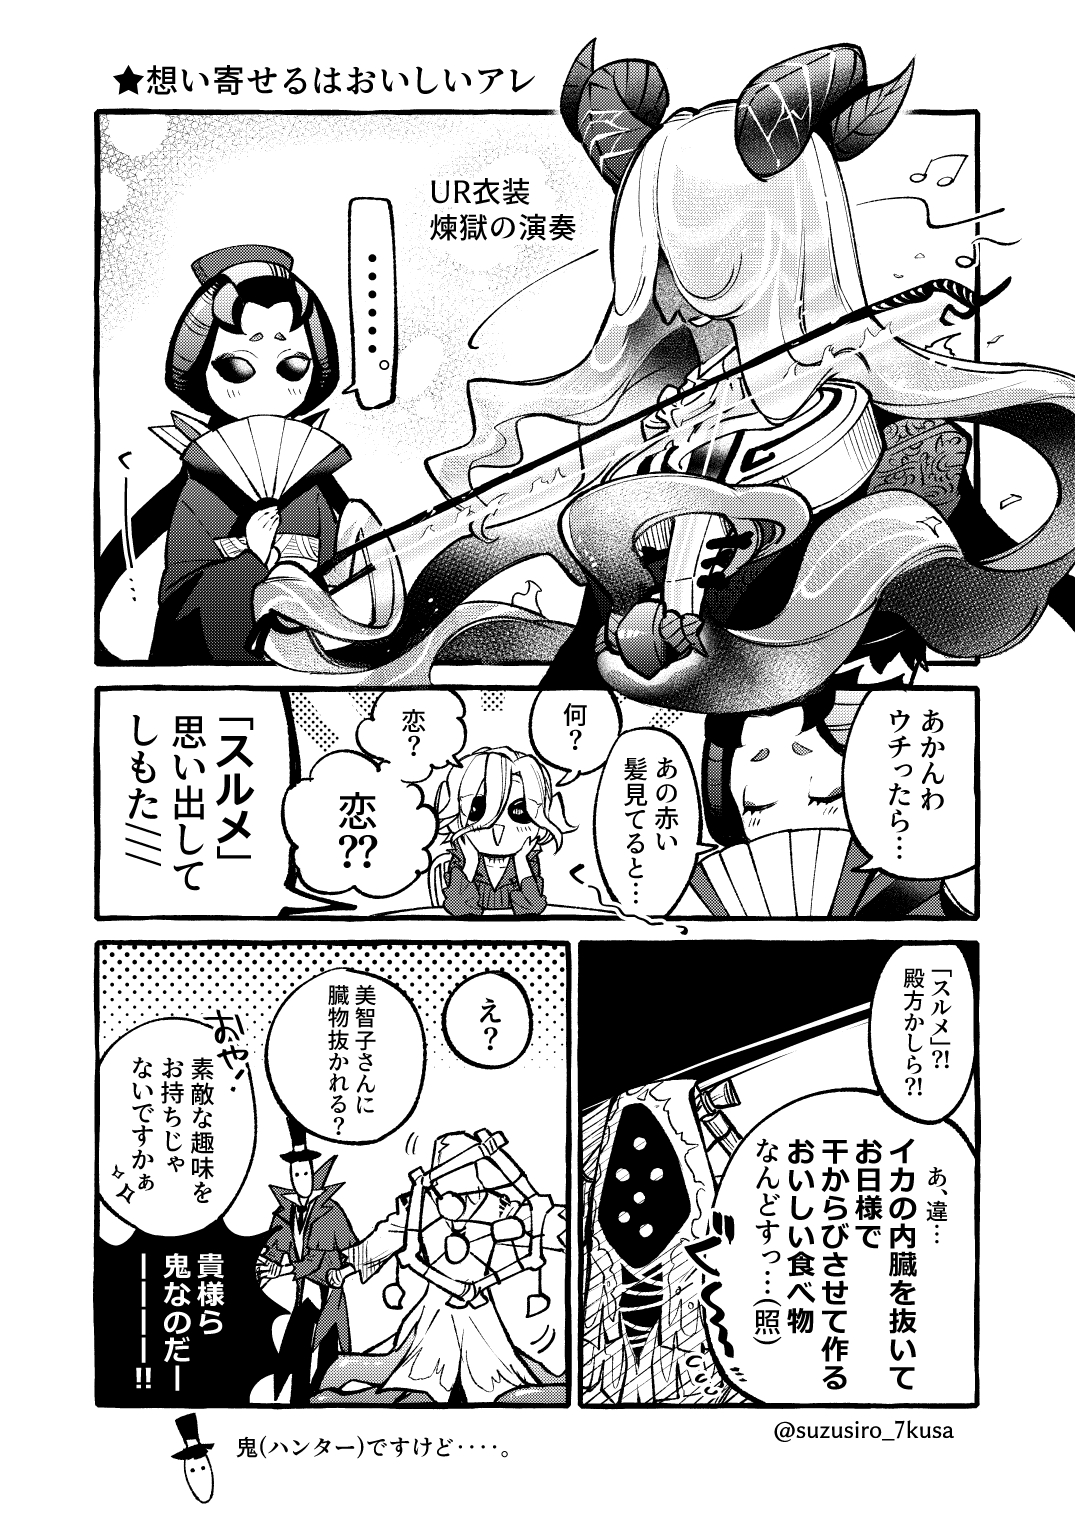 ★想い寄せるはおいしいアレ
UR衣装
煉獄の演奏
・・・・・・。
あかんわ
ウチったら…
あの赤い
髪見てると…
何?
恋?
恋??
「スルメ」
思い出して
しもた
「スルメ」?!
殿方かしら?!
あ、違…
イカの内臓を抜いて
お日様で
干からびさせて作る
おいしい食べ物
なんどすっ…(照)
え?
美智子さんに
臓物抜かれる?
おや!
素敵な趣味を
お持ちじゃ
ないですかぁ
貴様ら
鬼なのだー
ーーーー!!
@suzusiro_7kusa
鬼(ハンター)ですけど‥‥。